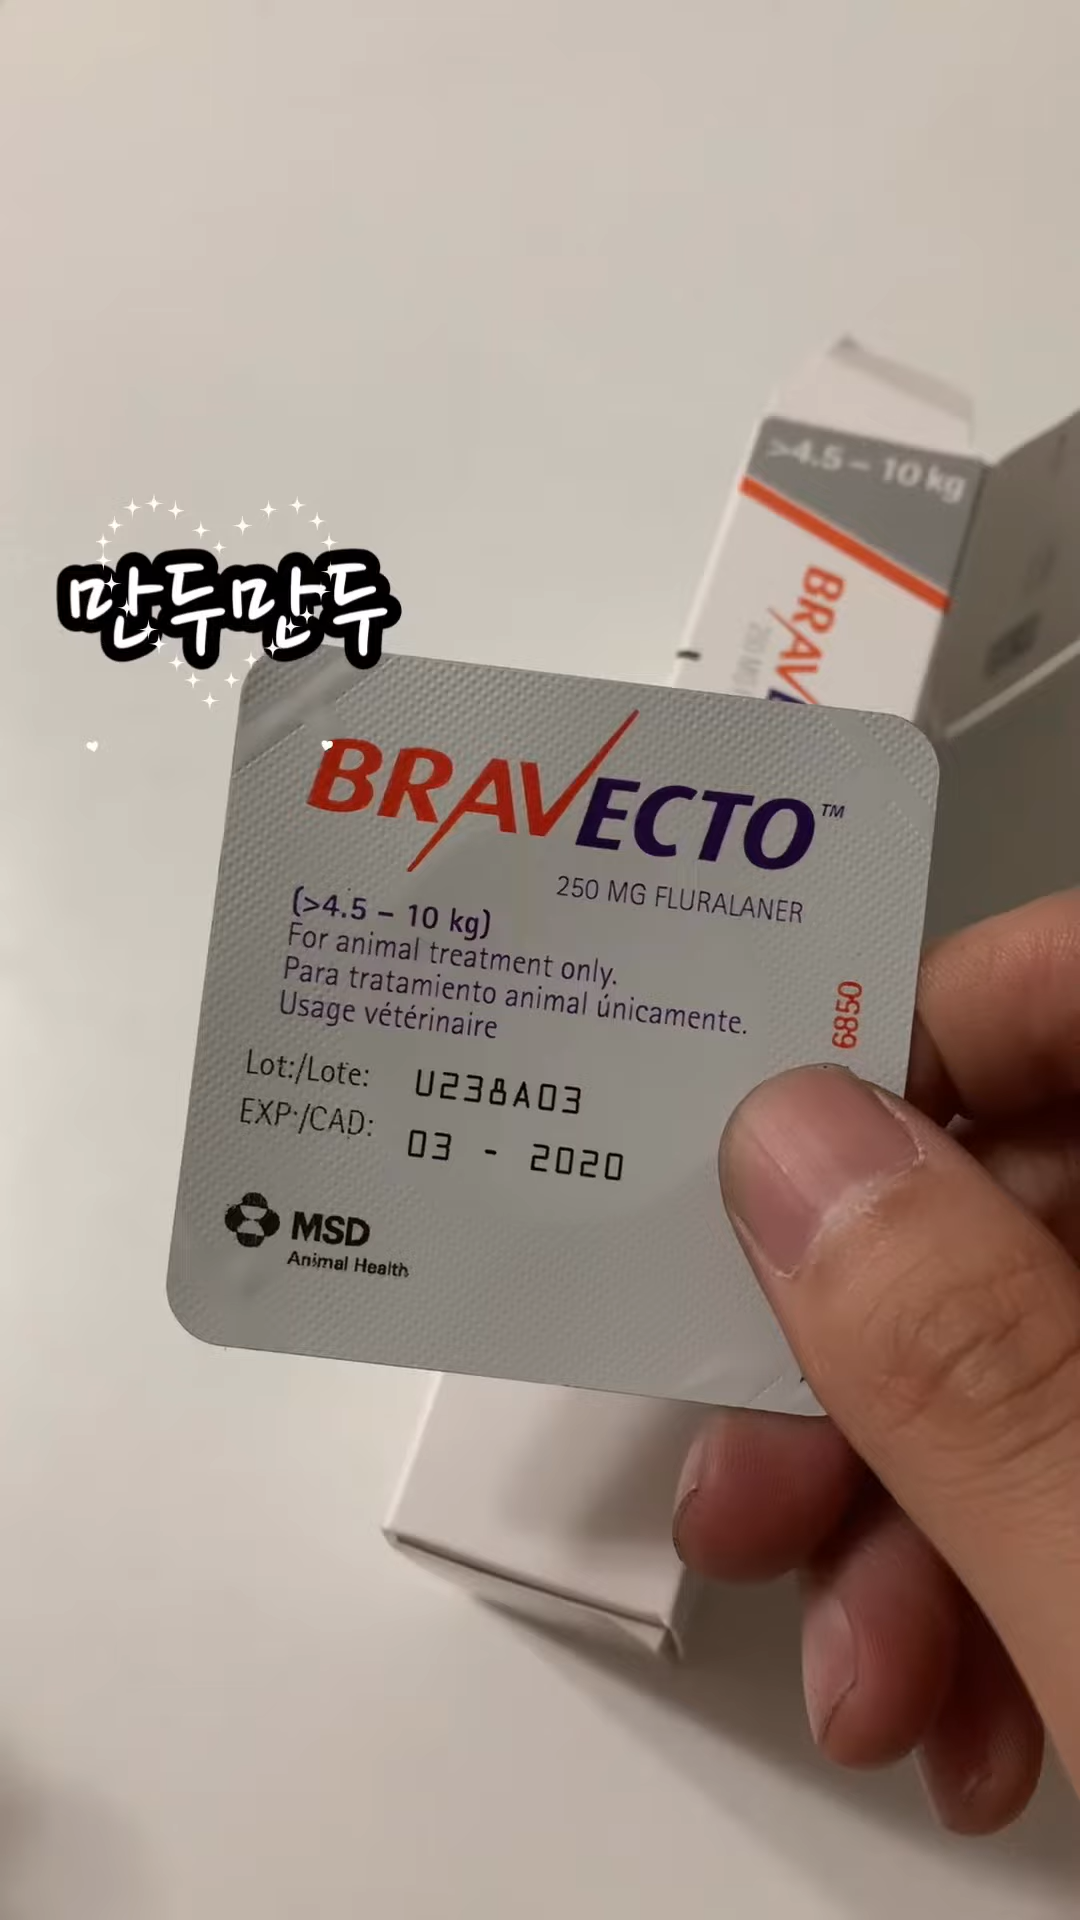 >4.5 – 10 kg
BRAV
만두만두
BRAVECTO™
250 MG FLURALANER
(>4.5 – 10 kg)
For animal treatment only.
Para tratamiento animal únicamente.
Usage vétérinaire
6850
Lot:/Lote: U238A03
EXP:/CAD: 03 - 2020
MSD
Animal Health